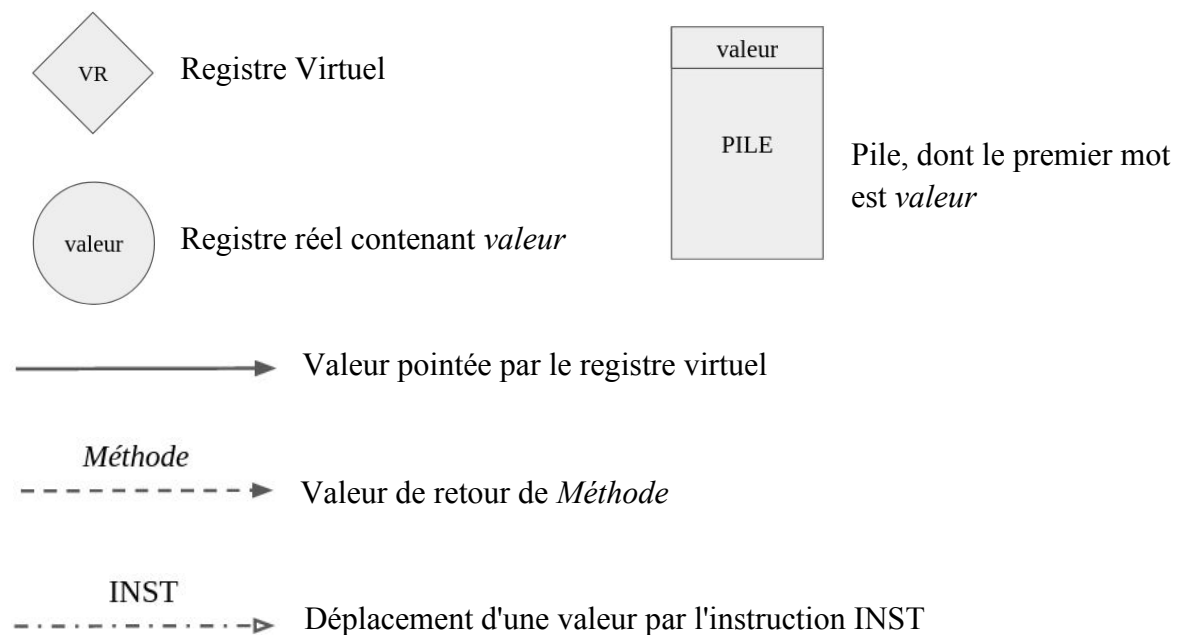 VR
Registre Virtuel
valeur
PILE
Pile, dont le premier mot
est valeur
valeur
Registre réel contenant valeur
Valeur pointée par le registre virtuel
Méthode
Valeur de retour de Méthode
INST
Déplacement d'une valeur par l'instruction INST